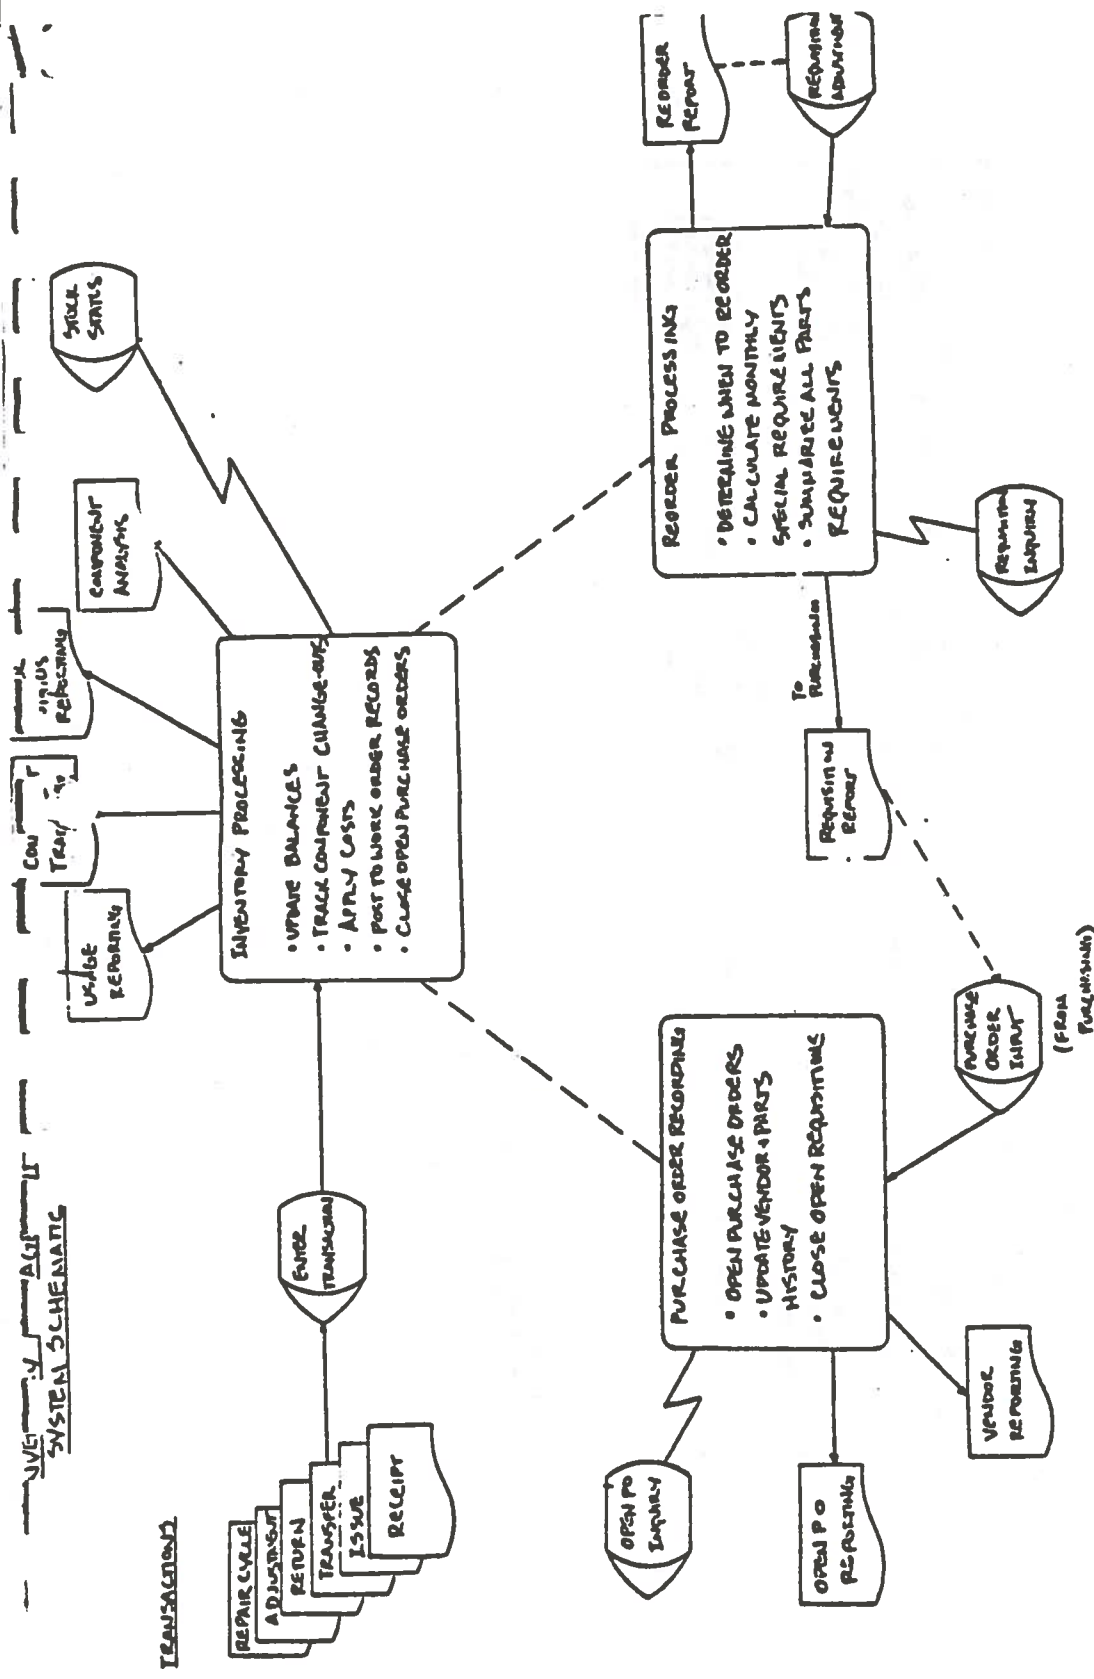 SYSTEM SCHEMATIC
TRANSACTIONS
REPAIR CYCLE
ADJUSTMENT
RETURN
TRANSFER
ISSUE
RECEIPT
ENTER
TRANSACTION
USAGE
REPORTING
REPORTING
COMPONENT
ANALYSIS
STOCK
STATUS
INVENTORY PROCESSING
• UPDATE BALANCES
• TRACK COMPONENT CHANGE-OUTS
• APPLY COSTS
• POST TO WORK ORDER RECORDS
• CLOSE OPEN PURCHASE ORDERS
OPEN PO
INQUIRY
OPEN PO
REPORTING
VENDOR
REPORTING
PURCHASE ORDER RECORDING
• OPEN PURCHASE ORDERS
• UPDATE VENDOR + PARTS
HISTORY
• CLOSE OPEN REQUISITIONS
PURCHASE
ORDER
INPUT
(FROM
PURCHASING)
REQUISITION
REPORT
TO
PURCHASING
REORDER PROCESSING
• DETERMINE WHEN TO REORDER
• CALCULATE MONTHLY
SPECIAL REQUIREMENTS
• SUMMARIZE ALL PARTS
REQUIREMENTS
REQUISITION
INQUIRY
REORDER
REPORT
REQUISITION
ADJUSTMENT